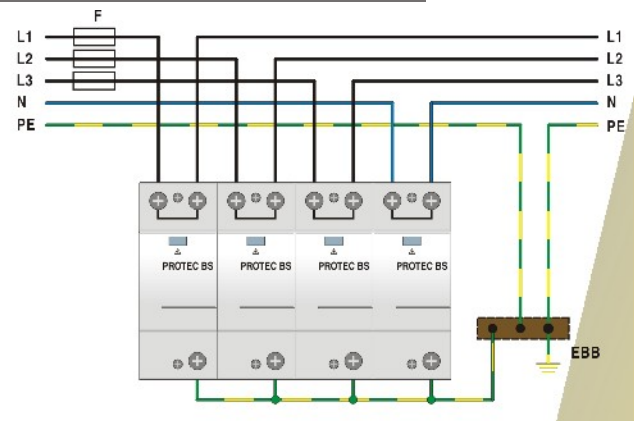 F
L1 L1
L2 L2
L3 L3
N N
PE PE
PROTEC BS PROTEC BS PROTEC BS PROTEC BS
EBB